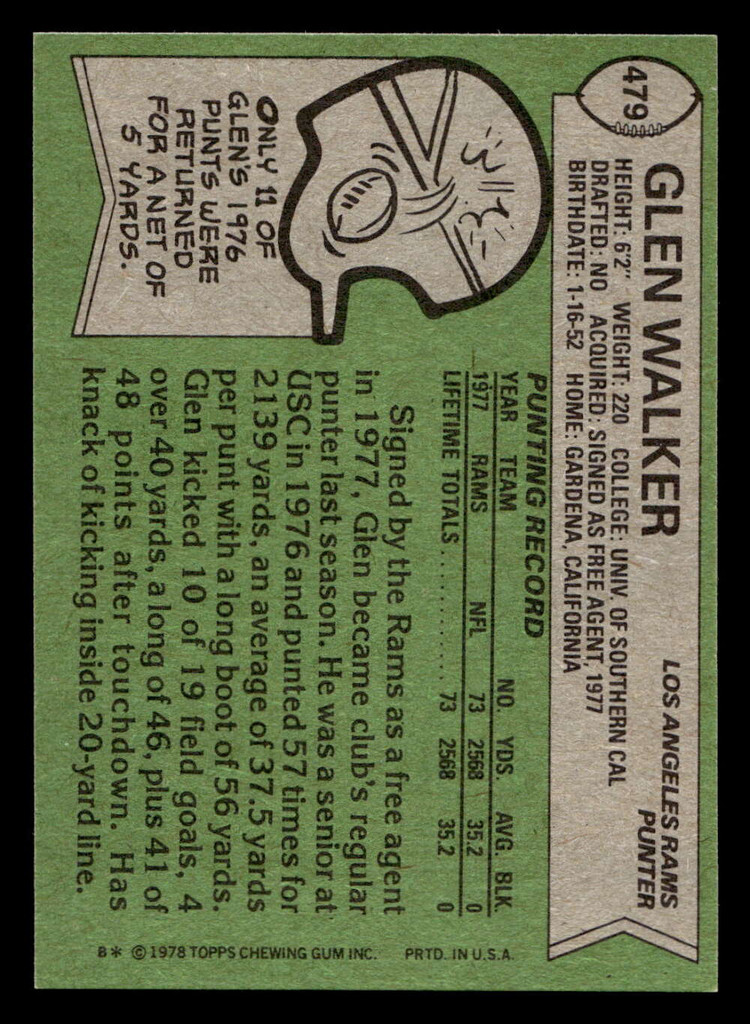 479
GLEN WALKER
LOS ANGELES RAMS
PUNTER
HEIGHT: 6'2" WEIGHT: 220 COLLEGE: UNIV. OF SOUTHERN CAL
DRAFTED: NO ACQUIRED: SIGNED AS FREE AGENT, 1977
BIRTHDATE: 1-16-52 HOME: GARDENA, CALIFORNIA
ONLY 11 OF
GLEN'S 1976
PUNTS WERE
RETURNED
FOR A NET OF
5 YARDS.
PUNTING RECORD
YEAR TEAM NO. YDS. AVG. BLK.
1977 RAMS NFL 73 2568 35.2 0
LIFETIME TOTALS .......... 73 2568 35.2 0
Signed by the Rams as a free agent
in 1977, Glen became club's regular
punter last season. He was a senior at
USC in 1976 and punted 57 times for
2139 yards, an average of 37.5 yards
per punt with a long boot of 56 yards.
Glen kicked 10 of 19 field goals, 4
over 40 yards, a long of 46, plus 41 of
48 points after touchdown. Has
knack of kicking inside 20-yard line.
B* ©1978 TOPPS CHEWING GUM INC. PRTD. IN U.S.A.